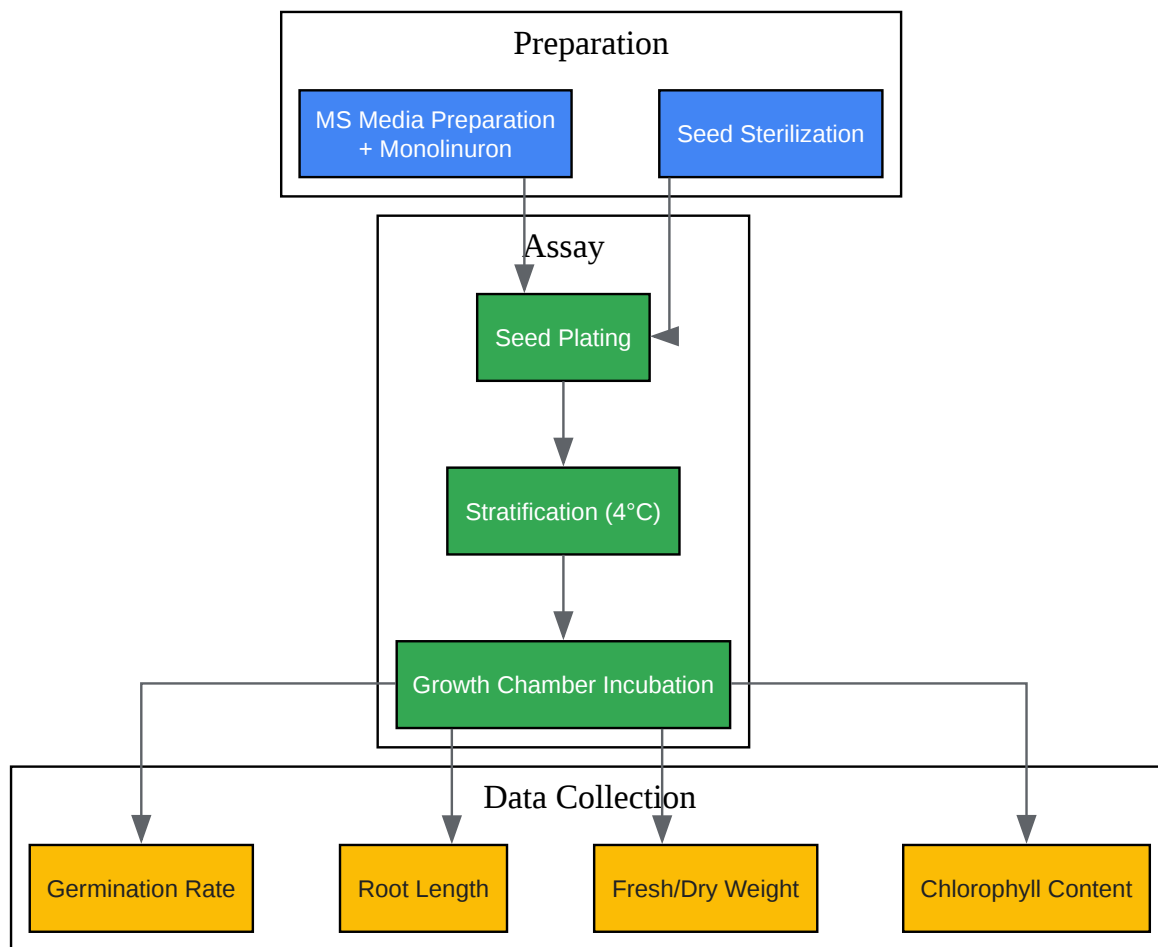 Preparation
MS Media Preparation
+ Monolinuron
Seed Sterilization
Assay
Seed Plating
Stratification (4°C)
Growth Chamber Incubation
Data Collection
Germination Rate
Root Length
Fresh/Dry Weight
Chlorophyll Content